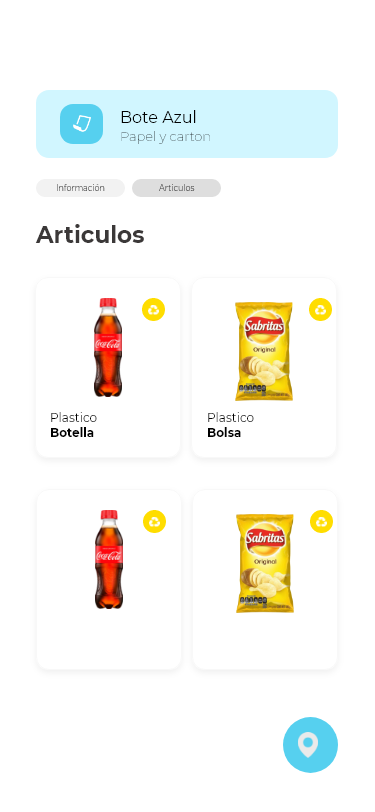 Bote Azul
Papel y carton
Información
Articulos
Articulos
Coca-Cola
Sabritas
Original
Plastico
Botella
Plastico
Bolsa
Coca-Cola
Sabritas
Original